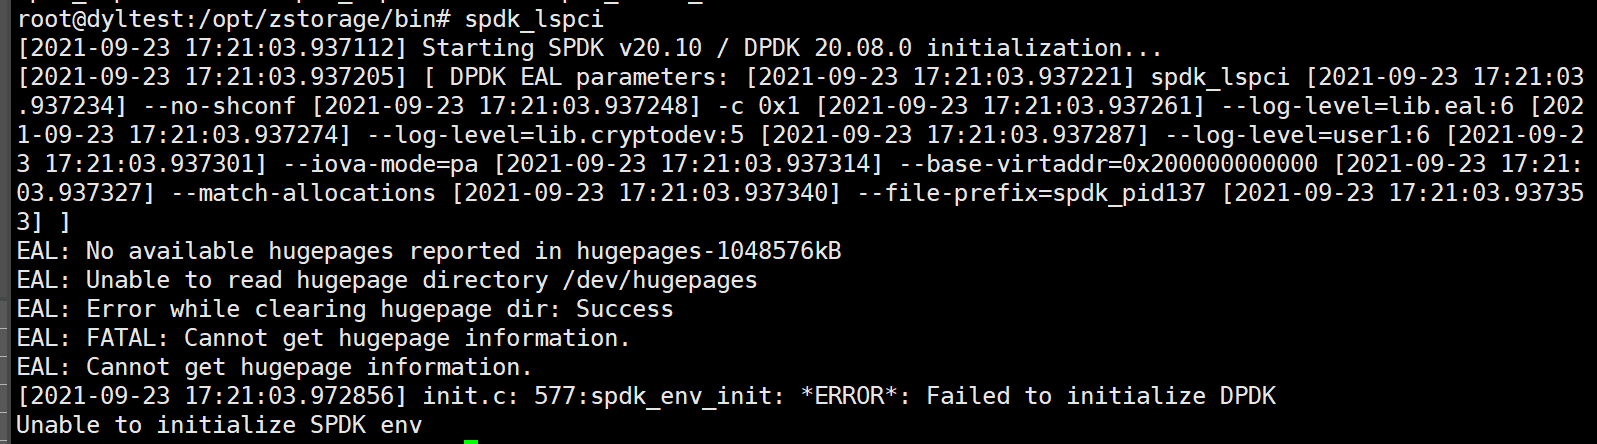 root@dyltest:/opt/zstorage/bin# spdk_lspci
[2021-09-23 17:21:03.937112] Starting SPDK v20.10 / DPDK 20.08.0 initialization...
[2021-09-23 17:21:03.937205] [ DPDK EAL parameters: [2021-09-23 17:21:03.937221] spdk_lspci [2021-09-23 17:21:03
.937234] --no-shconf [2021-09-23 17:21:03.937248] -c 0x1 [2021-09-23 17:21:03.937261] --log-level=lib.eal:6 [202
1-09-23 17:21:03.937274] --log-level=lib.cryptodev:5 [2021-09-23 17:21:03.937287] --log-level=user1:6 [2021-09-2
3 17:21:03.937301] --iova-mode=pa [2021-09-23 17:21:03.937314] --base-virtaddr=0x200000000000 [2021-09-23 17:21:
03.937327] --match-allocations [2021-09-23 17:21:03.937340] --file-prefix=spdk_pid137 [2021-09-23 17:21:03.93735
3] ]
EAL: No available hugepages reported in hugepages-1048576kB
EAL: Unable to read hugepage directory /dev/hugepages
EAL: Error while clearing hugepage dir: Success
EAL: FATAL: Cannot get hugepage information.
EAL: Cannot get hugepage information.
[2021-09-23 17:21:03.972856] init.c: 577:spdk_env_init: *ERROR*: Failed to initialize DPDK
Unable to initialize SPDK env